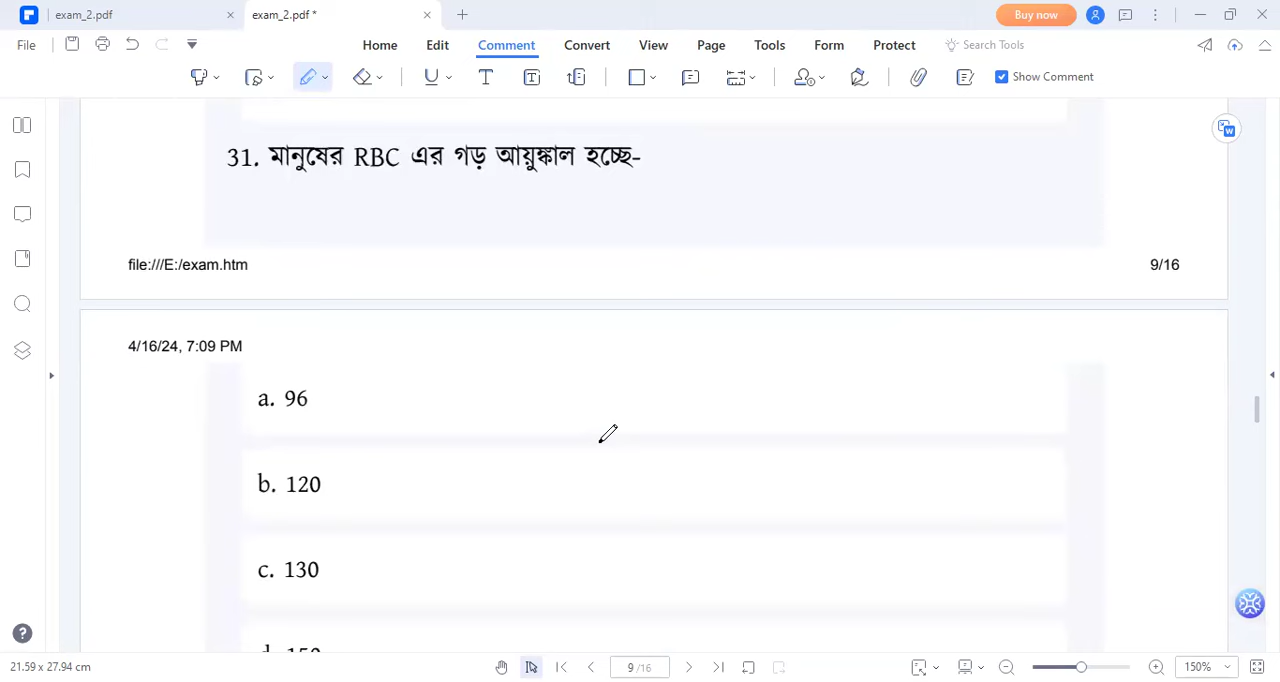 exam_2.pdf
exam_2.pdf *
Buy now
File
Home Edit Comment Convert View Page Tools Form Protect Search Tools
Show Comment
31. মানুষের RBC এর গড় আয়ুষ্কাল হচ্ছে-
file:///E:/exam.htm 9/16
4/16/24, 7:09 PM
a. 96
b. 120
c. 130
d. 150
21.59 x 27.94 cm 9 /16 150%